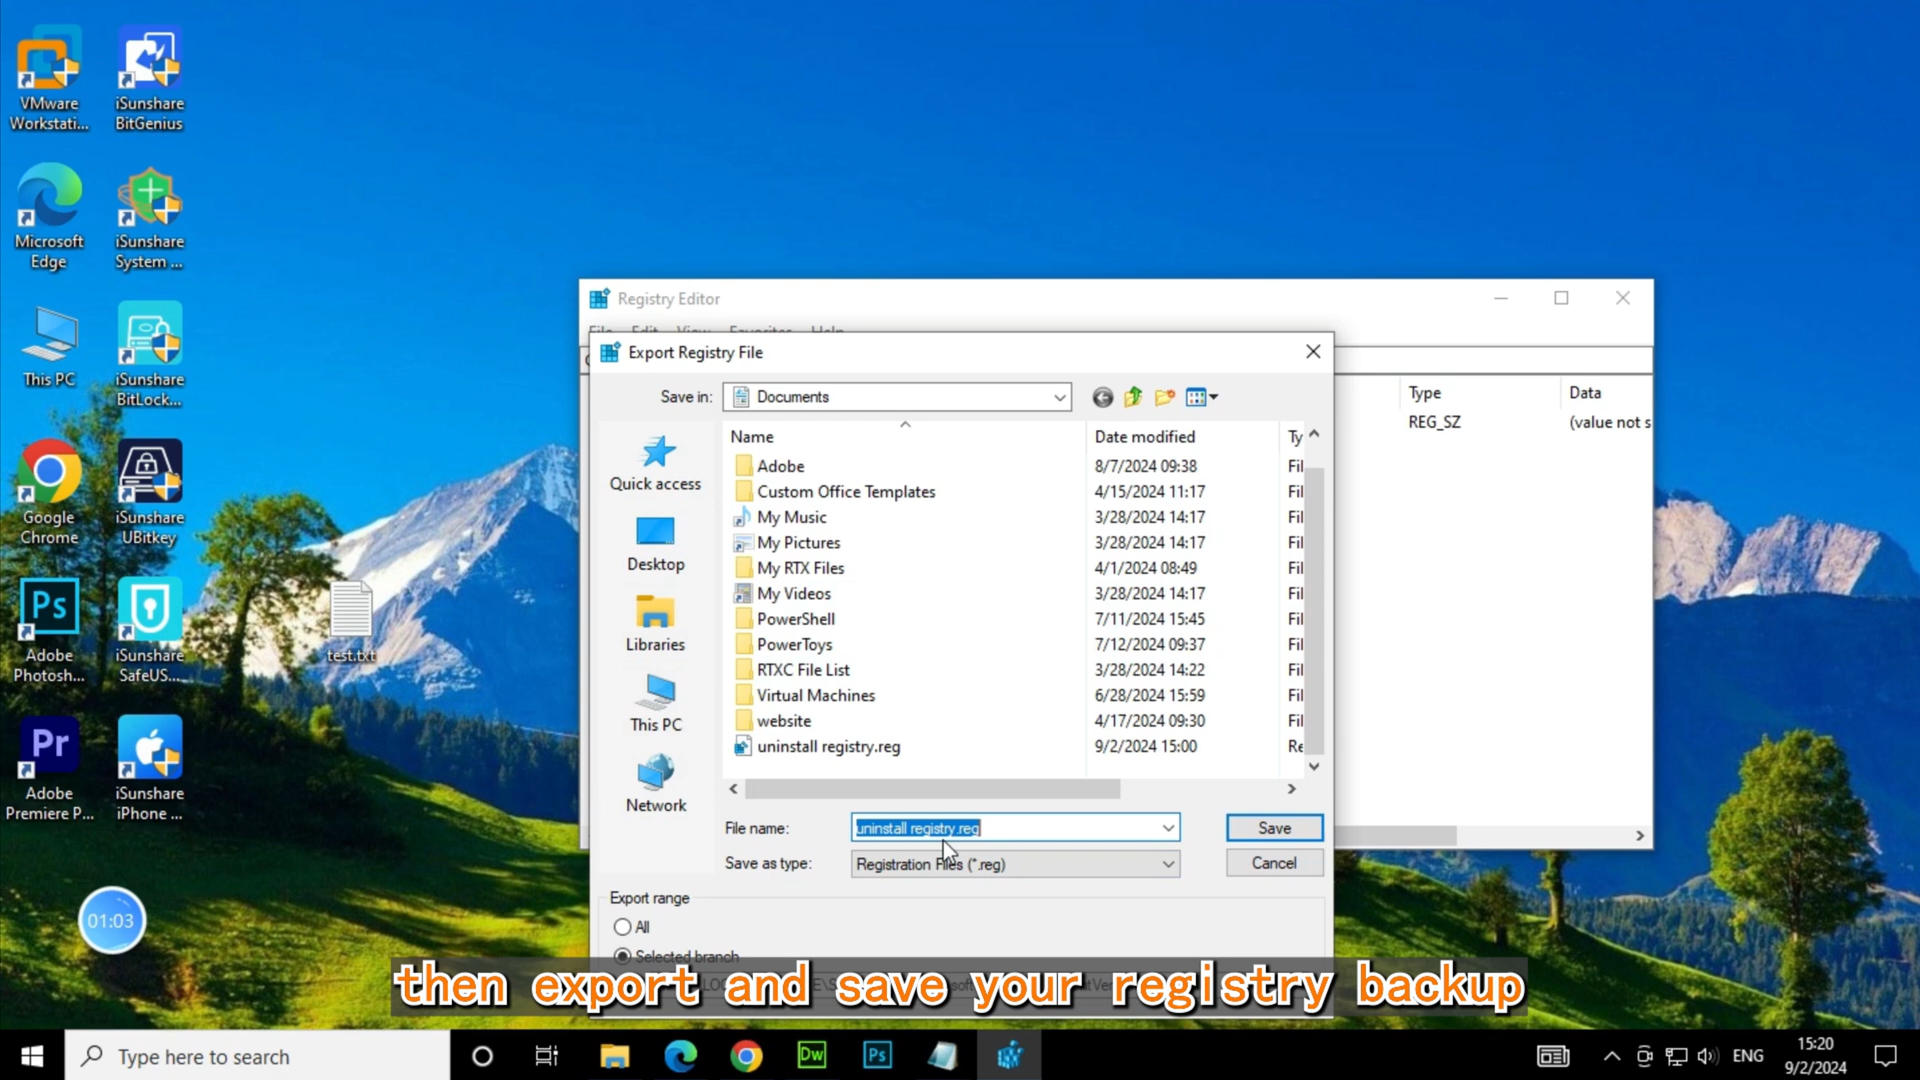 VMware
Workstati...
iSunshare
BitGenius
Microsoft
Edge
iSunshare
System ...
This PC
iSunshare
BitLock...
Google
Chrome
iSunshare
UBitkey
Ps
Adobe
Photosh...
iSunshare
SafeUS...
test.txt
Pr
Adobe
Premiere P...
iSunshare
iPhone ...
01:03
Registry Editor
File Edit View Favorites Help
Export Registry File
Save in: Documents
Type Data
REG_SZ (value not s
Name Date modified Ty
Adobe 8/7/2024 09:38 Fil
Custom Office Templates 4/15/2024 11:17 Fil
My Music 3/28/2024 14:17 Fil
My Pictures 3/28/2024 14:17 Fil
My RTX Files 4/1/2024 08:49 Fil
My Videos 3/28/2024 14:17 Fil
PowerShell 7/11/2024 15:45 Fil
PowerToys 7/12/2024 09:37 Fil
RTXC File List 3/28/2024 14:22 Fil
Virtual Machines 6/28/2024 15:59 Fil
website 4/17/2024 09:30 Fil
uninstall registry.reg 9/2/2024 15:00 Re
Quick access
Desktop
Libraries
This PC
Network
File name: uninstall registry.reg Save
Save as type: Registration Files (*.reg) Cancel
Export range
All
Selected branch
then export and save your registry backup
Type here to search
Dw
Ps
ENG
15:20
9/2/2024